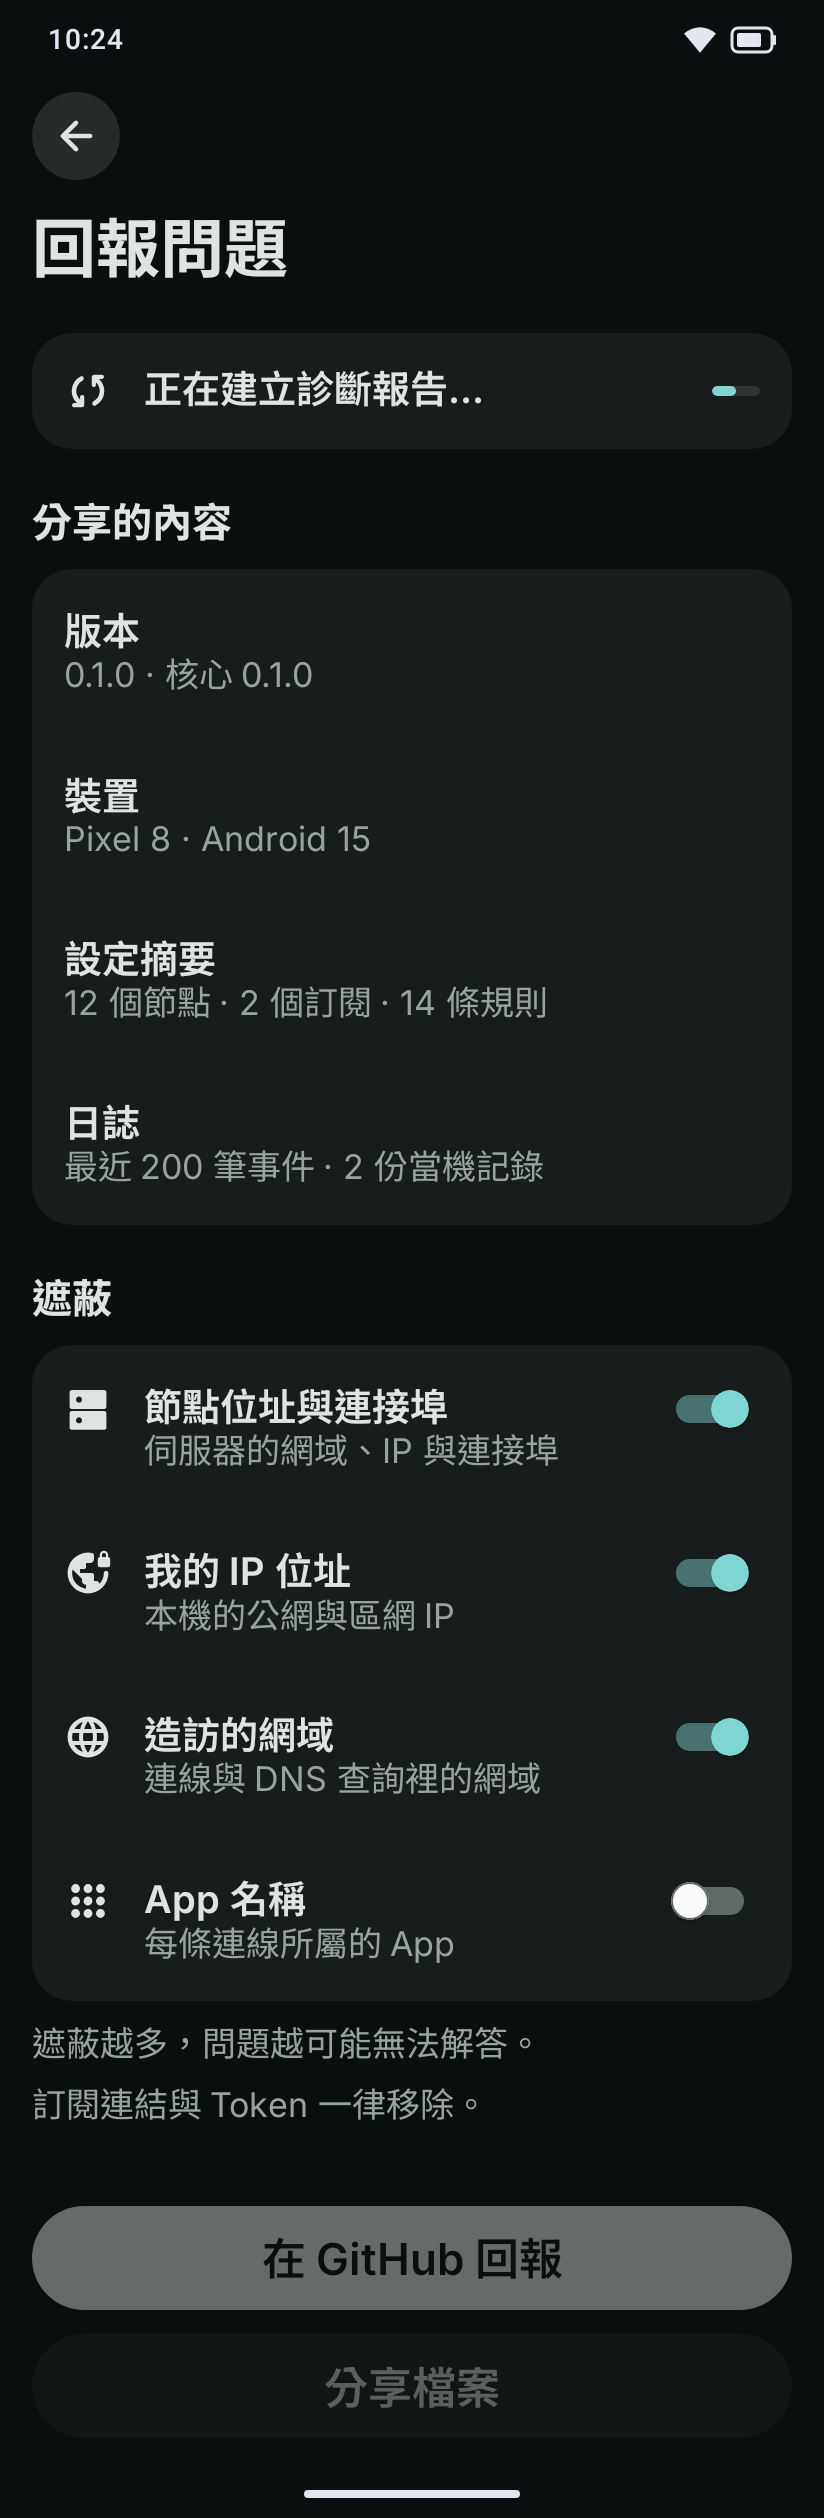 10:24
回報問題
正在建立診斷報告...
分享的內容
版本
0.1.0 · 核心 0.1.0
裝置
Pixel 8 · Android 15
設定摘要
12 個節點 · 2 個訂閱 · 14 條規則
日誌
最近 200 筆事件 · 2 份當機記錄
遮蔽
節點位址與連接埠
伺服器的網域、IP 與連接埠
我的 IP 位址
本機的公網與區網 IP
造訪的網域
連線與 DNS 查詢裡的網域
App 名稱
每條連線所屬的 App
遮蔽越多，問題越可能無法解答。
訂閱連結與 Token 一律移除。
在 GitHub 回報
分享檔案